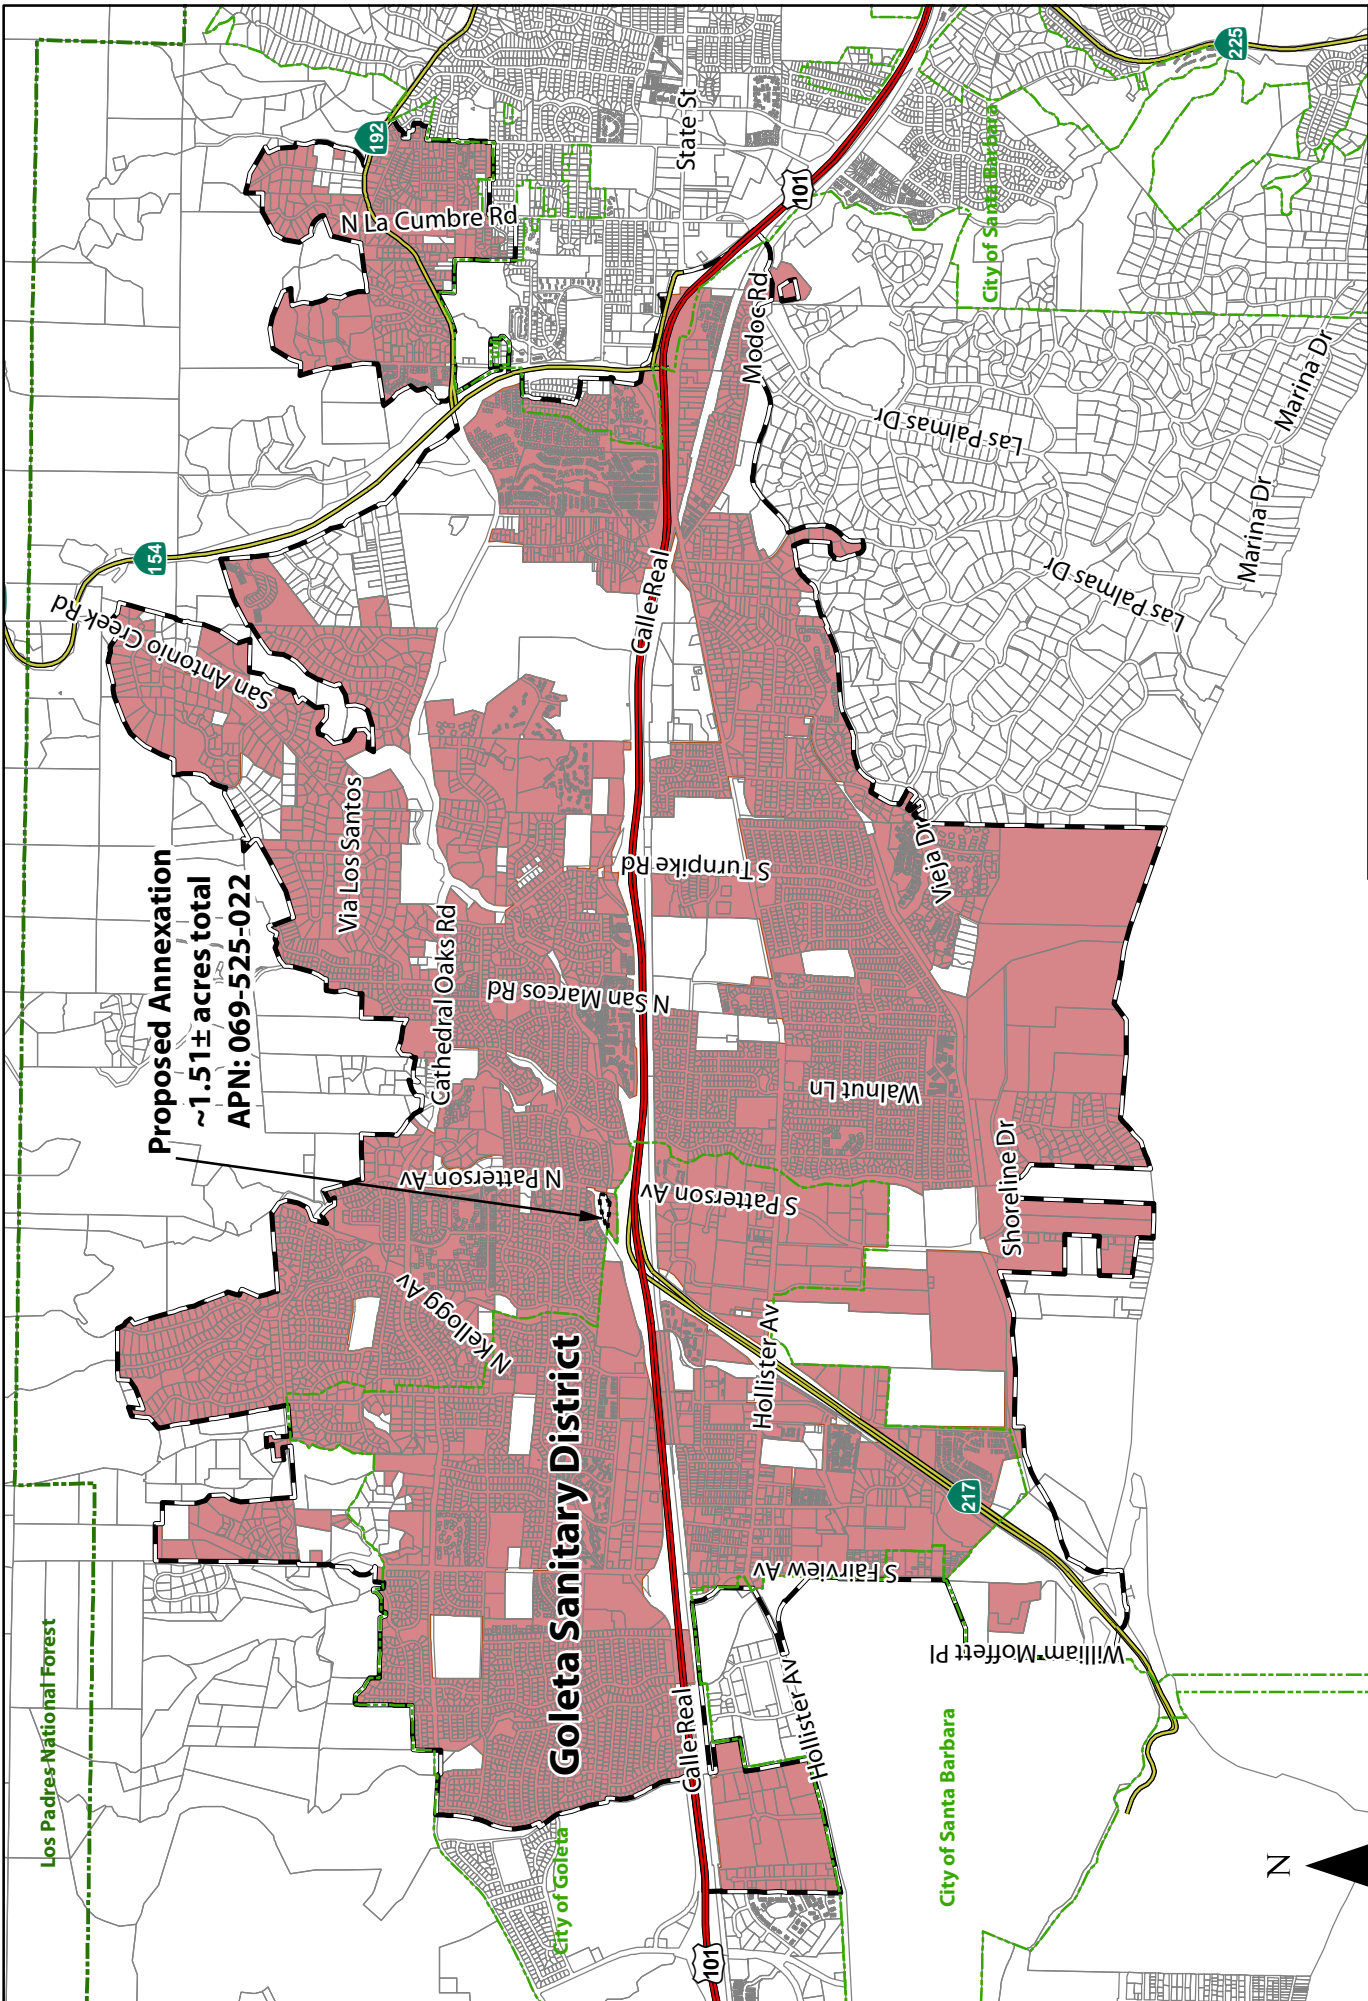 Los Padres National Forest
Proposed Annexation
~1.51± acres total
APN: 069-5225-022
San Antonio Creek Rd
154
192
N La Cumbre Rd
Via Los Santos
Cathedral Oaks Rd
N San Marcos Rd
N Patterson Av
N Kellogg Av
Goleta Sanitary District
City of Goleta
Calle Real
Calle Real
101
101
State St
Modoc Rd
225
City of Santa Barbara
S Turnpike Rd
S Patterson Av
Hollister Av
Walnut Ln
Vieja Dr
Las Palmas Dr
Las Palmas Dr
Marina Dr
Marina Dr
Shoreline Dr
217
S Fairview Av
Hollister Av
William Moffett Pl
City of Santa Barbara
N